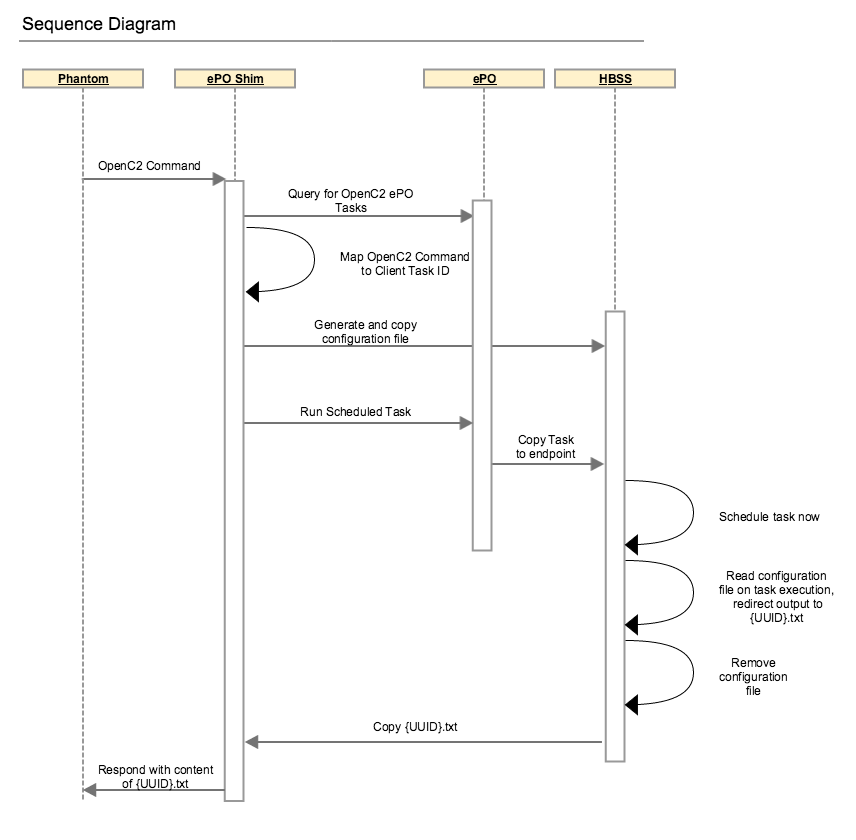 Sequence Diagram
Phantom
ePO Shim
ePO
HBSS
OpenC2 Command
Query for OpenC2 ePO
Tasks
Map OpenC2 Command
to Client Task ID
Generate and copy
configuration file
Run Scheduled Task
Copy Task
to endpoint
Schedule task now
Read configuration
file on task execution,
redirect output to
{UUID}.txt
Remove
configuration
file
Copy {UUID}.txt
Respond with content
of {UUID}.txt